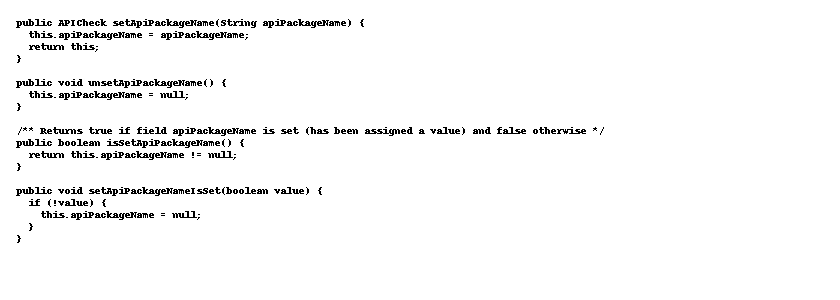 public APICheck setApiPackageName(String apiPackageName) {
  this.apiPackageName = apiPackageName;
  return this;
}

public void unsetApiPackageName() {
  this.apiPackageName = null;
}

/** Returns true if field apiPackageName is set (has been assigned a value) and false otherwise */
public boolean isSetApiPackageName() {
  return this.apiPackageName != null;
}

public void setApiPackageNameIsSet(boolean value) {
  if (!value) {
    this.apiPackageName = null;
  }
}